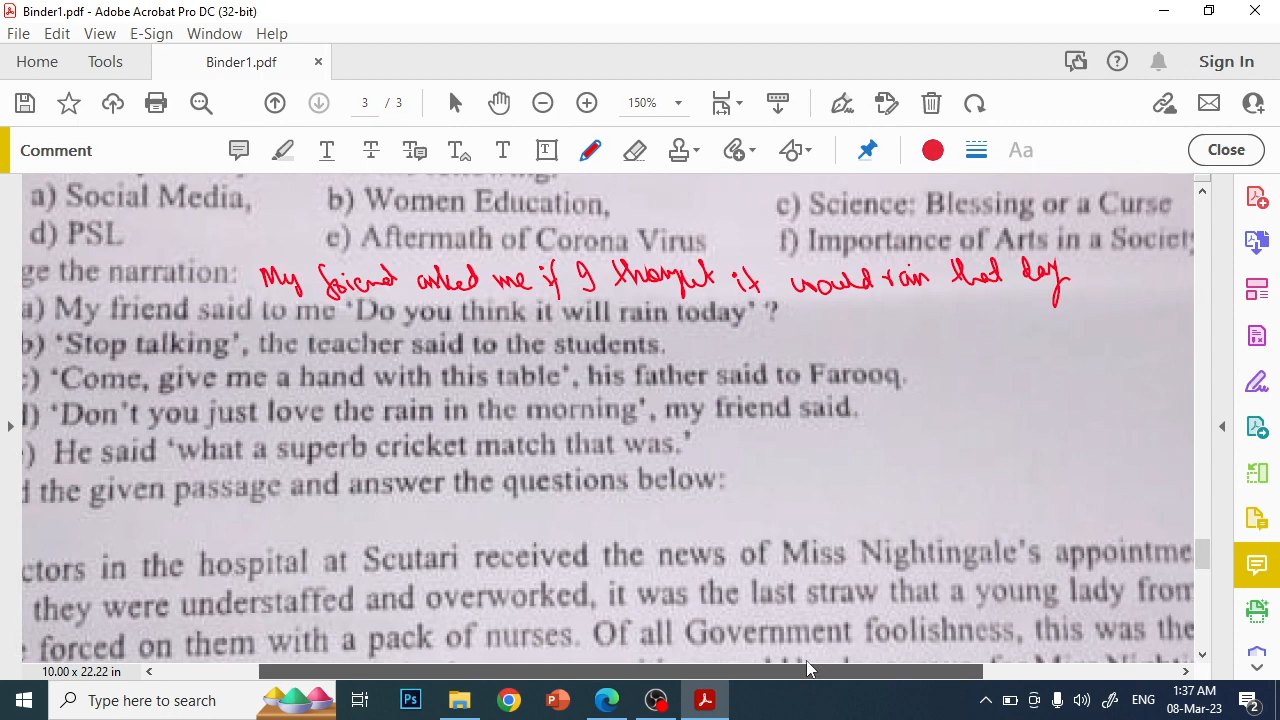 Binder1.pdf - Adobe Acrobat Pro DC (32-bit)
File Edit View E-Sign Window Help
Home Tools Binder1.pdf × Sign In
3 / 3 150%
Comment Close
a) Social Media, b) Women Education, c) Science: Blessing or a Curse
d) PSL e) Aftermath of Corona Virus f) Importance of Arts in a Societ
ge the narration: My friend asked me if I thought it would rain that day
a) My friend said to me 'Do you think it will rain today' ?
b) 'Stop talking', the teacher said to the students.
c) 'Come, give me a hand with this table', his father said to Farooq.
d) 'Don't you just love the rain in the morning', my friend said.
) He said 'what a superb cricket match that was.'
d the given passage and answer the questions below:
ctors in the hospital at Scutari received the news of Miss Nightingale's appointme
they were understaffed and overworked, it was the last straw that a young lady from
forced on them with a pack of nurses. Of all Government foolishness, this was the
10.00 x 22.22 in
Type here to search ENG 1:37 AM
08-Mar-23 2